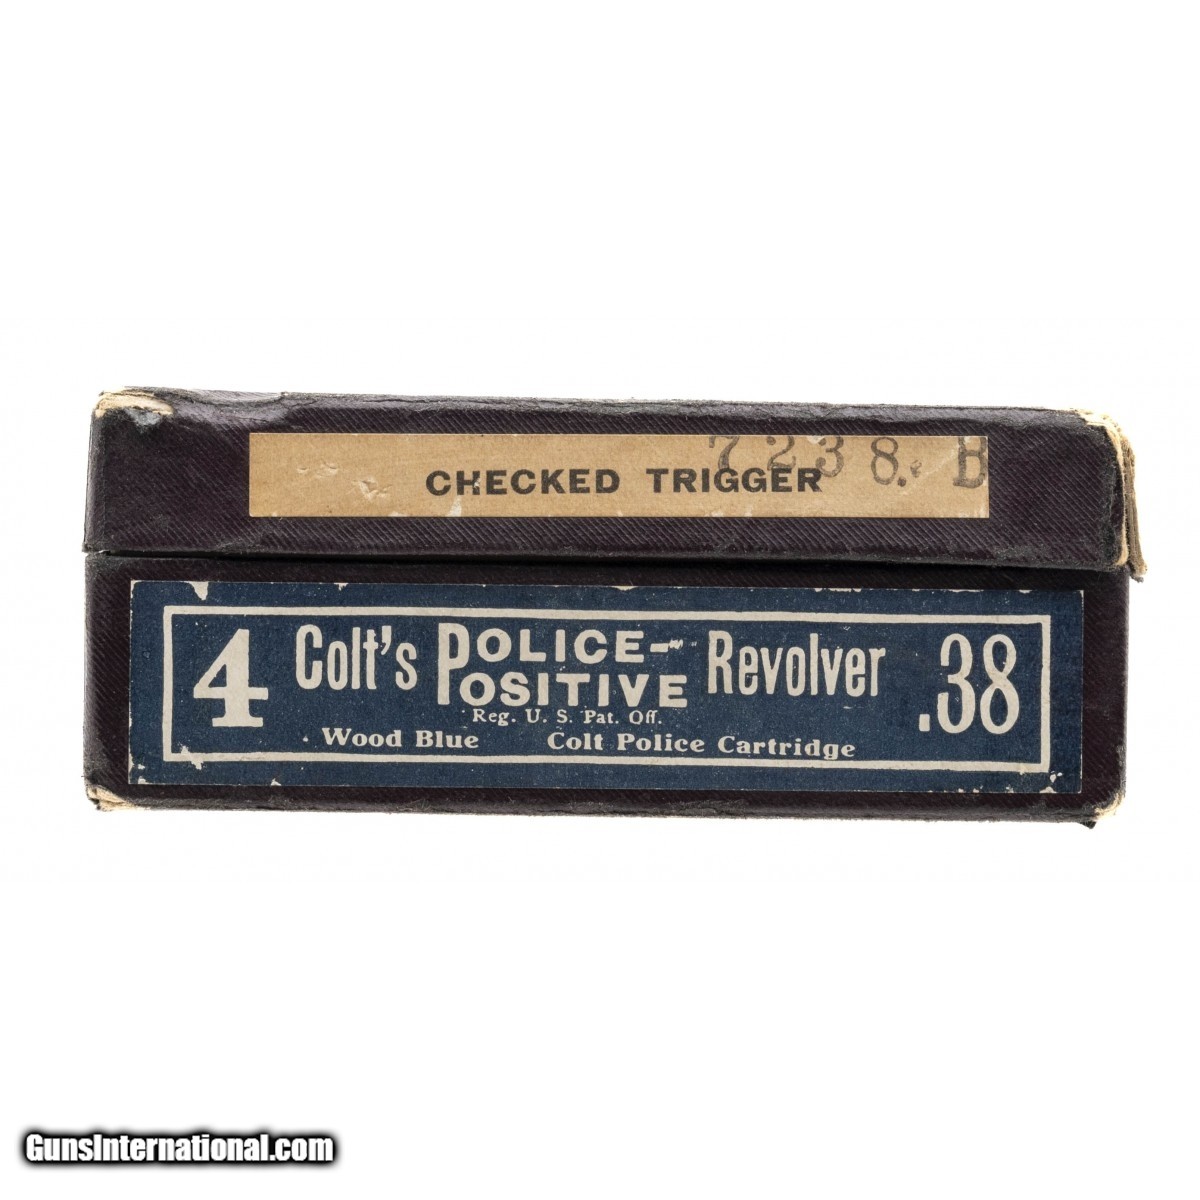 7238. B
CHECKED TRIGGER
4 Colt's POLICE-POSITIVE Revolver .38
Reg. U. S. Pat. Off.
Wood Blue Colt Police Cartridge
GunsInternational.com